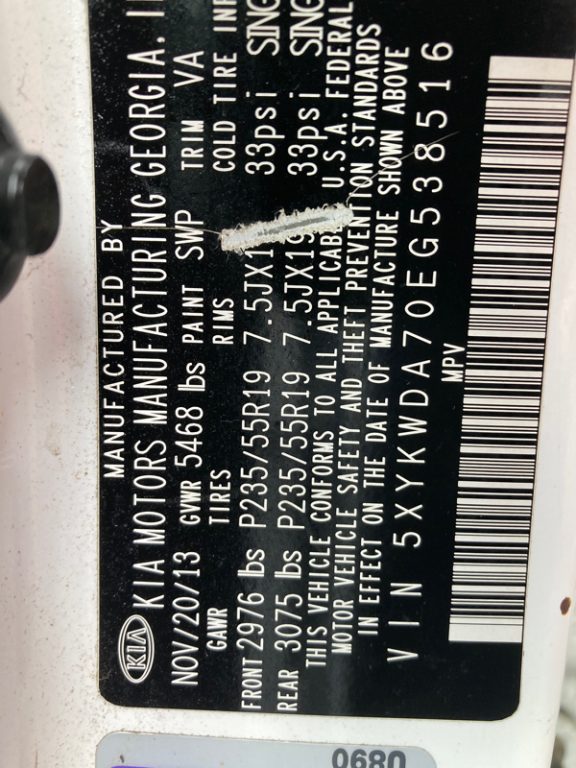 MANUFACTURED BY
KIA KIA MOTORS MANUFACTURING GEORGIA,
NOV/20/13 GVWR 5468 lbs PAINT SWP TRIM VA
GAWR TIRES RIMS COLD TIRE
FRONT 2976 lbs P235/55R19 7.5JX1 33psi SING
REAR 3075 lbs P235/55R19 7.5JX19 33psi SING
THIS VEHICLE CONFORMS TO ALL APPLICABLE U.S.A. FEDERAL
MOTOR VEHICLE SAFETY AND THEFT PREVENTION STANDARDS
IN EFFECT ON THE DATE OF MANUFACTURE SHOWN ABOVE
VIN 5XYKWDA70EG538516
MPV
0680